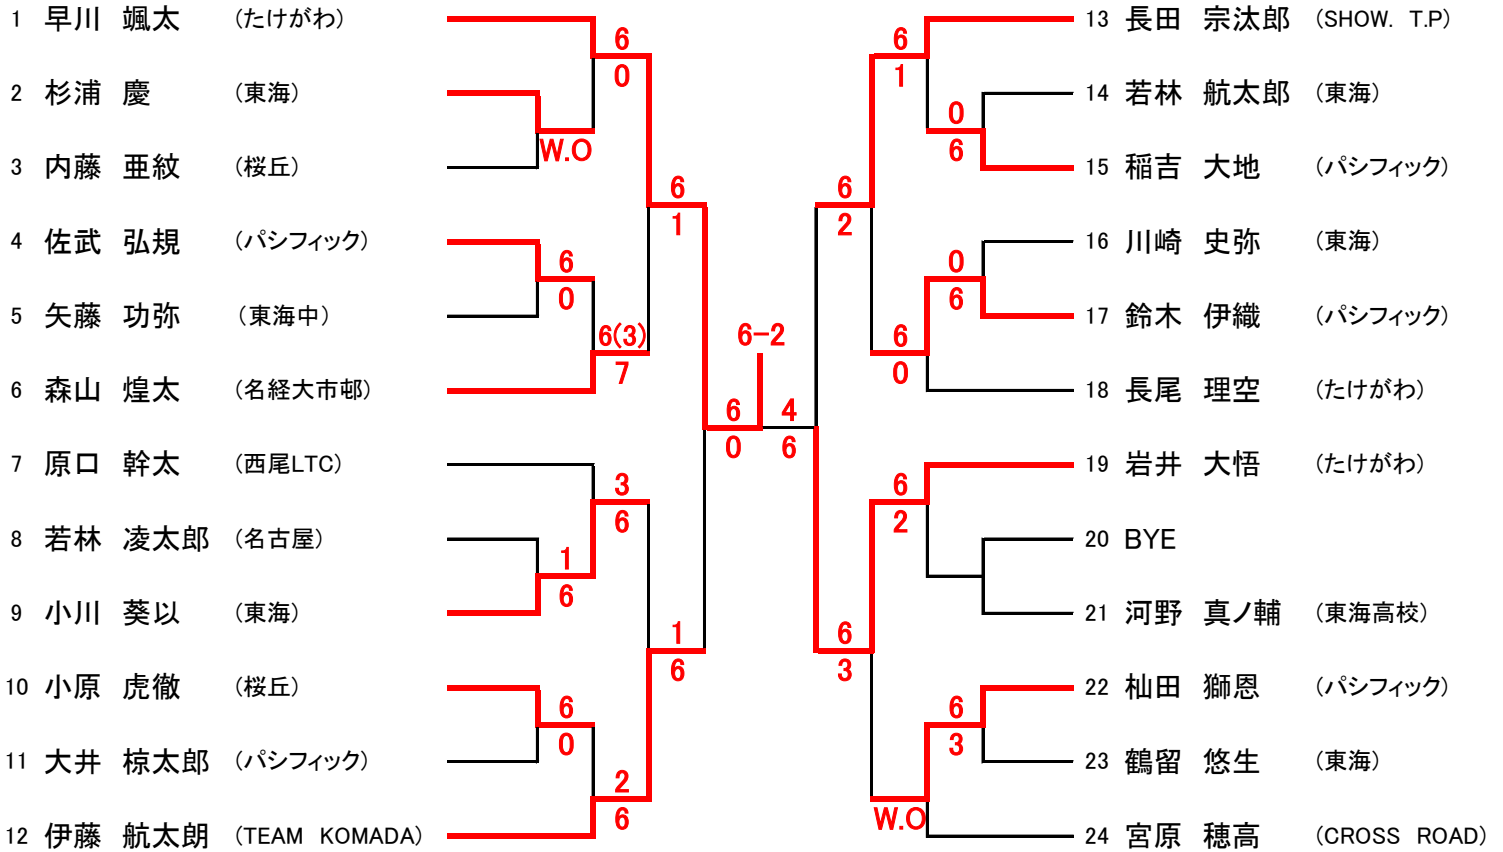 1 早川 颯太 (たけがわ)
2 杉浦 慶 (東海)
3 内藤 亜紋 (桜丘)
4 佐武 弘規 (パシフィック)
5 矢藤 功弥 (東海中)
6 森山 煌太 (名経大市邨)
7 原口 幹太 (西尾LTC)
8 若林 凌太郎 (名古屋)
9 小川 葵以 (東海)
10 小原 虎徹 (桜丘)
11 大井 椋太郎 (パシフィック)
12 伊藤 航太朗 (TEAM KOMADA)
6
0
W.O
6
0
6(3)
7
3
6
1
6
6
0
2
6
6
1
1
6
6
0
6-2
4
6
6
2
6
3
6
1
0
6
0
6
6
0
6
2
6
3
W.O
13 長田 宗汰郎 (SHOW. T.P)
14 若林 航太郎 (東海)
15 稲吉 大地 (パシフィック)
16 川崎 史弥 (東海)
17 鈴木 伊織 (パシフィック)
18 長尾 理空 (たけがわ)
19 岩井 大悟 (たけがわ)
20 BYE
21 河野 真ノ輔 (東海高校)
22 杣田 獅恩 (パシフィック)
23 鶴留 悠生 (東海)
24 宮原 穂高 (CROSS ROAD)